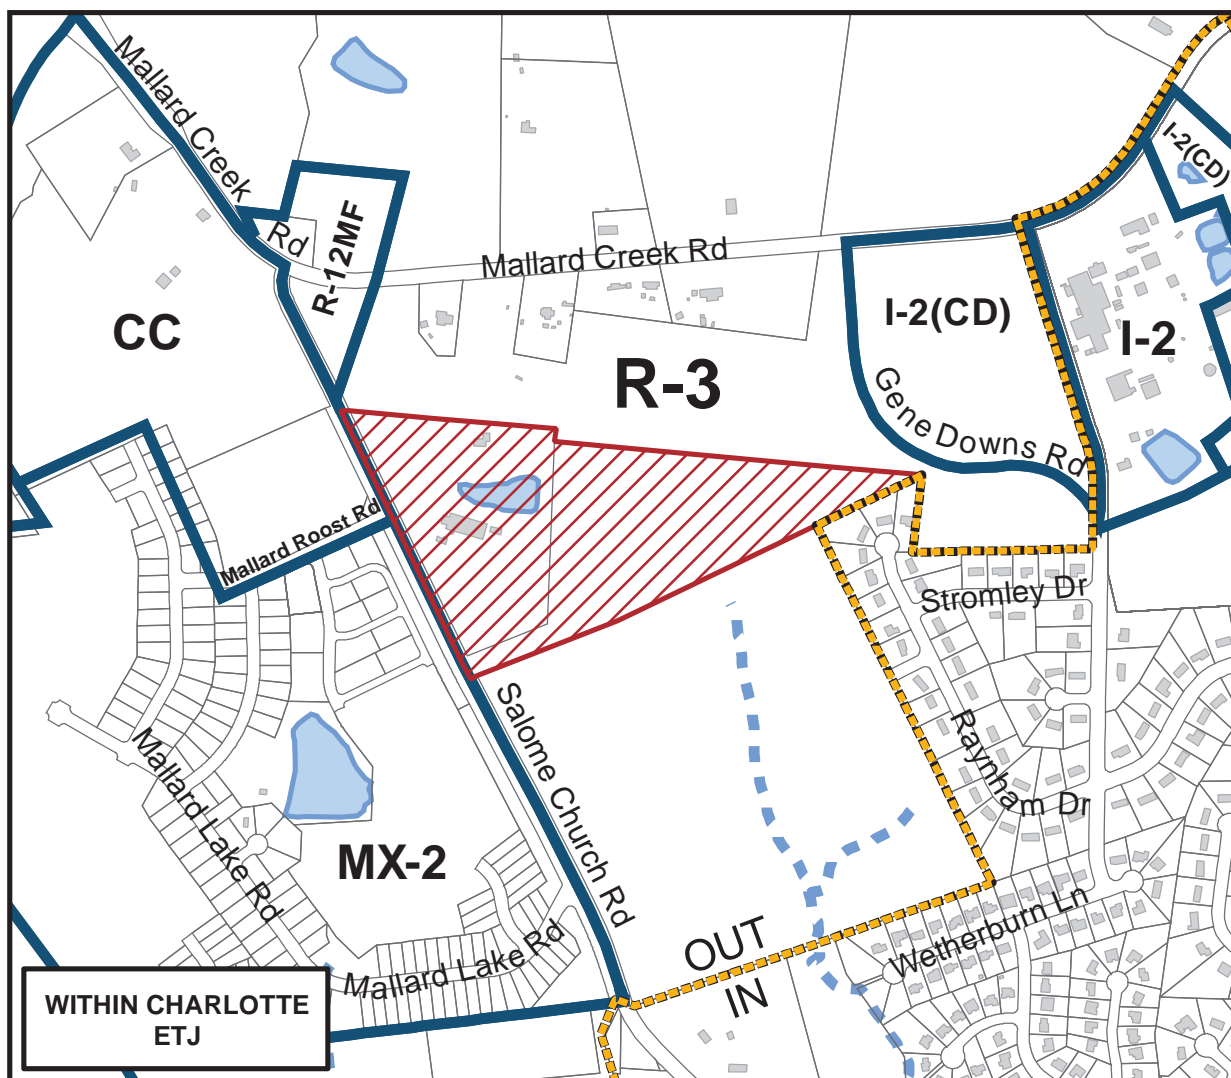 Mallard Creek
Rd
R-12MF
Mallard Creek Rd
I-2(CD)
CC
I-2(CD)
I-2
R-3
Gene Downs Rd
Mallard Roost Rd
Stromley Dr
Salome Church Rd
Raynham Dr
Mallard Lake Rd
MX-2
Mallard Lake Rd
OUT
IN
Wetherburn Ln
WITHIN CHARLOTTE
ETJ